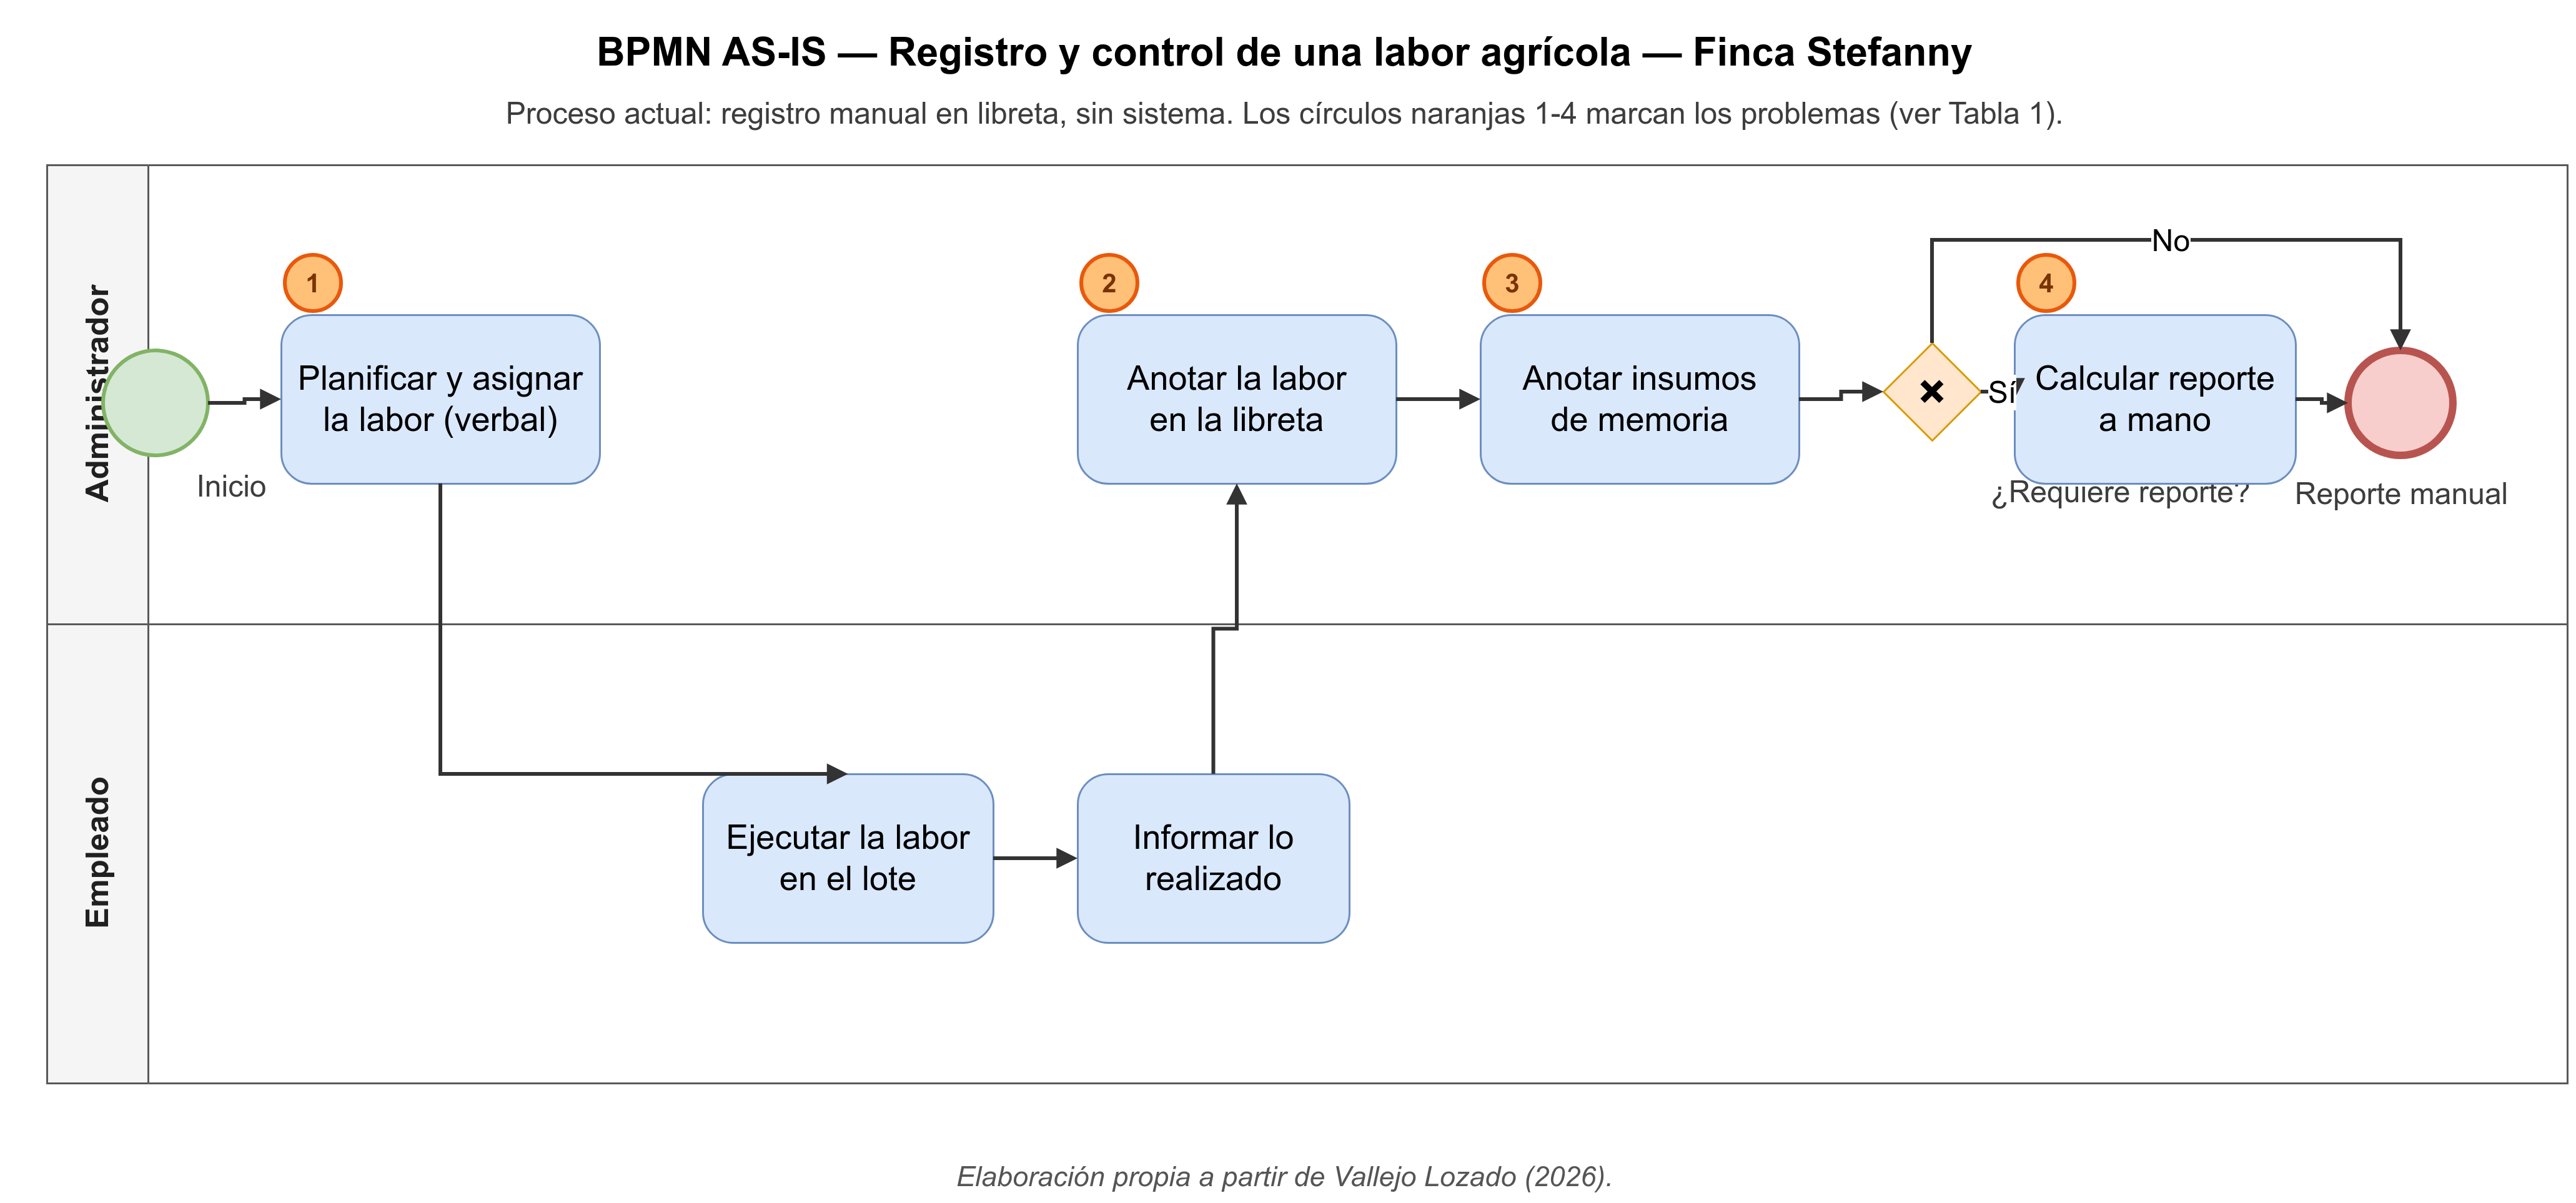 BPMN AS-IS — Registro y control de una labor agrícola — Finca Stefanny
Proceso actual: registro manual en libreta, sin sistema. Los círculos naranjas 1-4 marcan los problemas (ver Tabla 1).
Administrador
Inicio
1
Planificar y asignar
la labor (verbal)
2
Anotar la labor
en la libreta
3
Anotar insumos
de memoria
No
Sí
¿Requiere reporte?
4
Calcular reporte
a mano
Reporte manual
Empleado
Ejecutar la labor
en el lote
Informar lo
realizado
Elaboración propia a partir de Vallejo Lozado (2026).